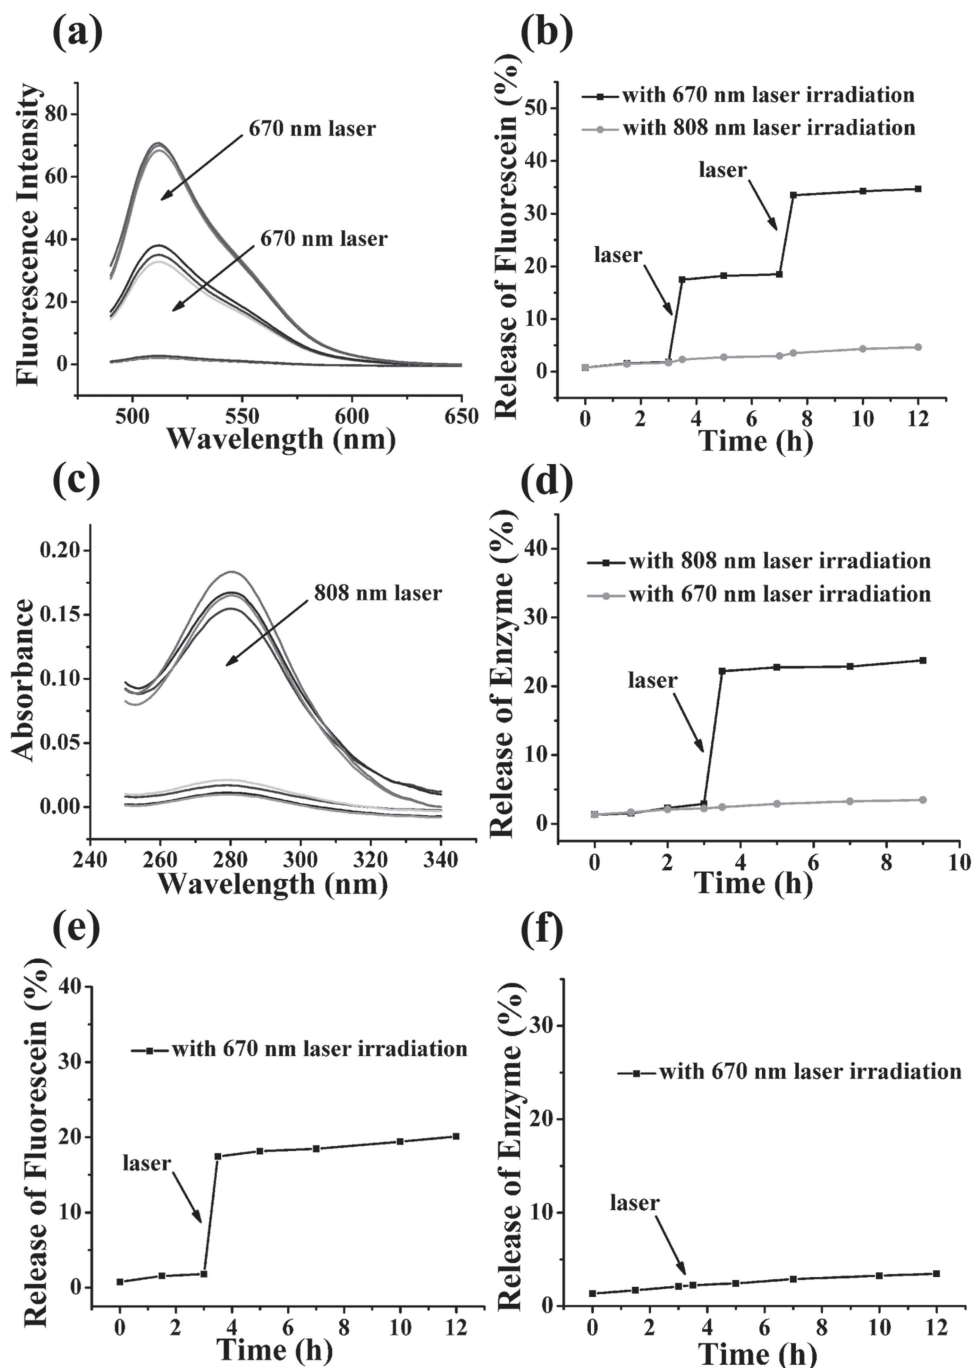 (a)
Fluorescence Intensity
80
60
40
20
0
670 nm laser
670 nm laser
500 550 600 650
Wavelength (nm)
(b)
Release of Fluorescein (%)
50
40
30
20
10
0
with 670 nm laser irradiation
with 808 nm laser irradiation
laser
laser
0 2 4 6 8 10 12
Time (h)
(c)
Absorbance
0.20
0.15
0.10
0.05
0.00
808 nm laser
240 260 280 300 320 340
Wavelength (nm)
(d)
Release of Enzyme (%)
40
30
20
10
0
with 808 nm laser irradiation
with 670 nm laser irradiation
laser
0 2 4 6 8 10
Time (h)
(e)
Release of Fluorescein (%)
40
30
20
10
0
with 670 nm laser irradiation
laser
0 2 4 6 8 10 12
Time (h)
(f)
Release of Enzyme (%)
30
20
10
0
with 670 nm laser irradiation
laser
0 2 4 6 8 10 12
Time (h)